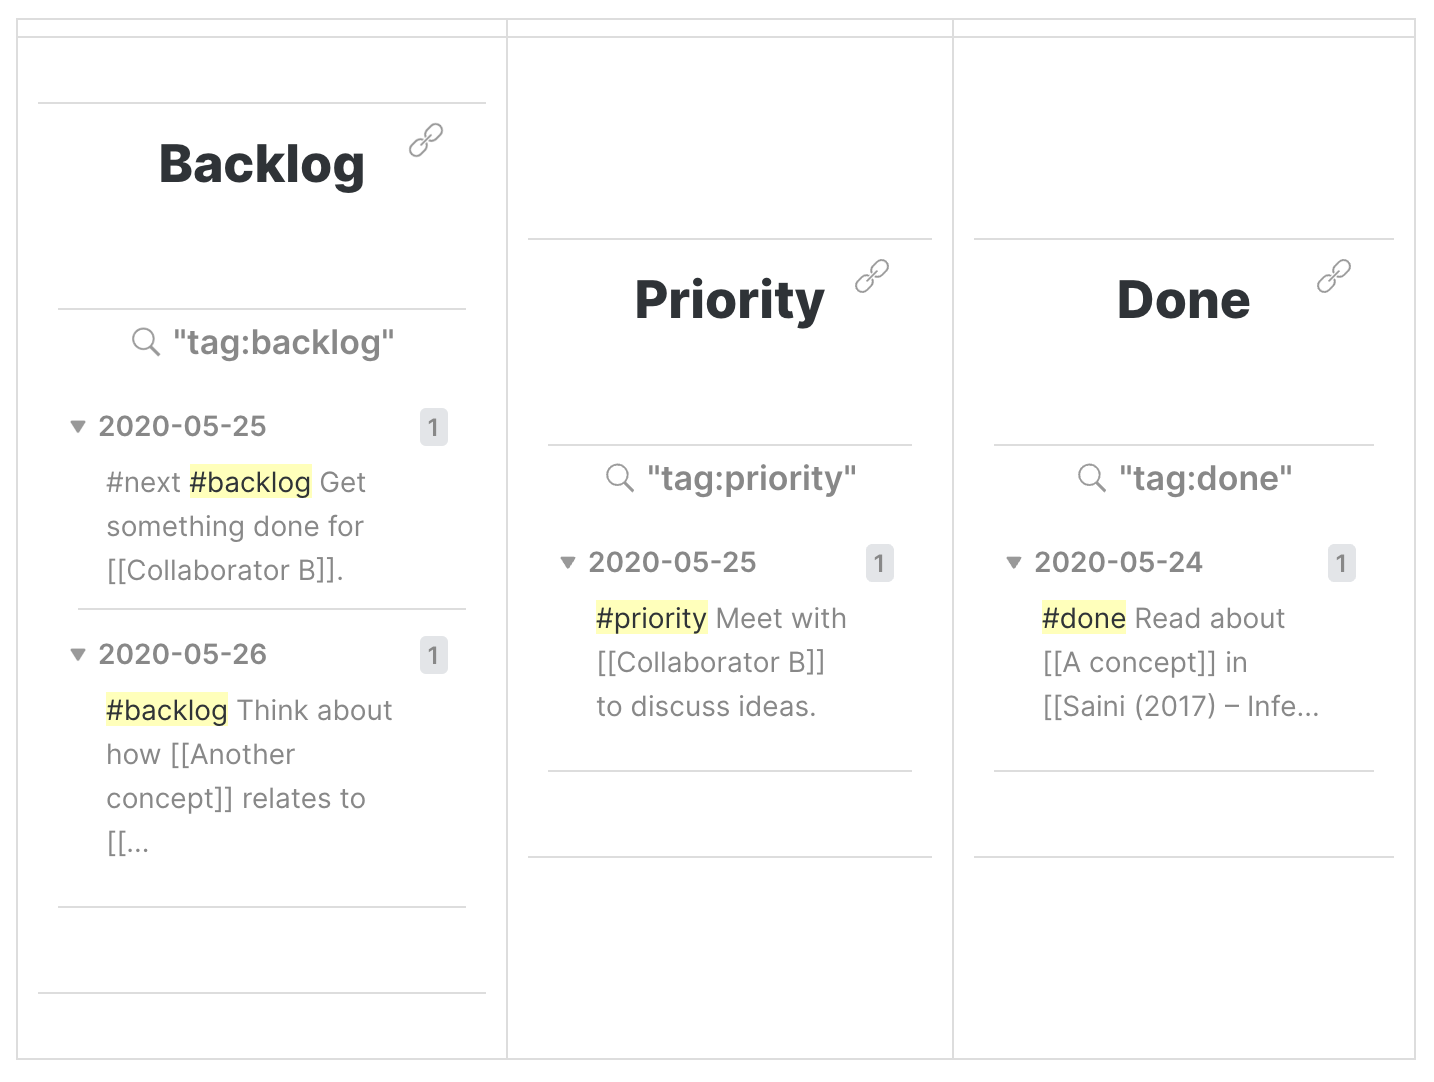 Backlog
"tag:backlog"
2020-05-25 1
#next #backlog Get
something done for
[[Collaborator B]].
2020-05-26 1
#backlog Think about
how [[Another
concept]] relates to
[[...
Priority
"tag:priority"
2020-05-25 1
#priority Meet with
[[Collaborator B]]
to discuss ideas.
Done
"tag:done"
2020-05-24 1
#done Read about
[[A concept]] in
[[Saini (2017) – Infe...